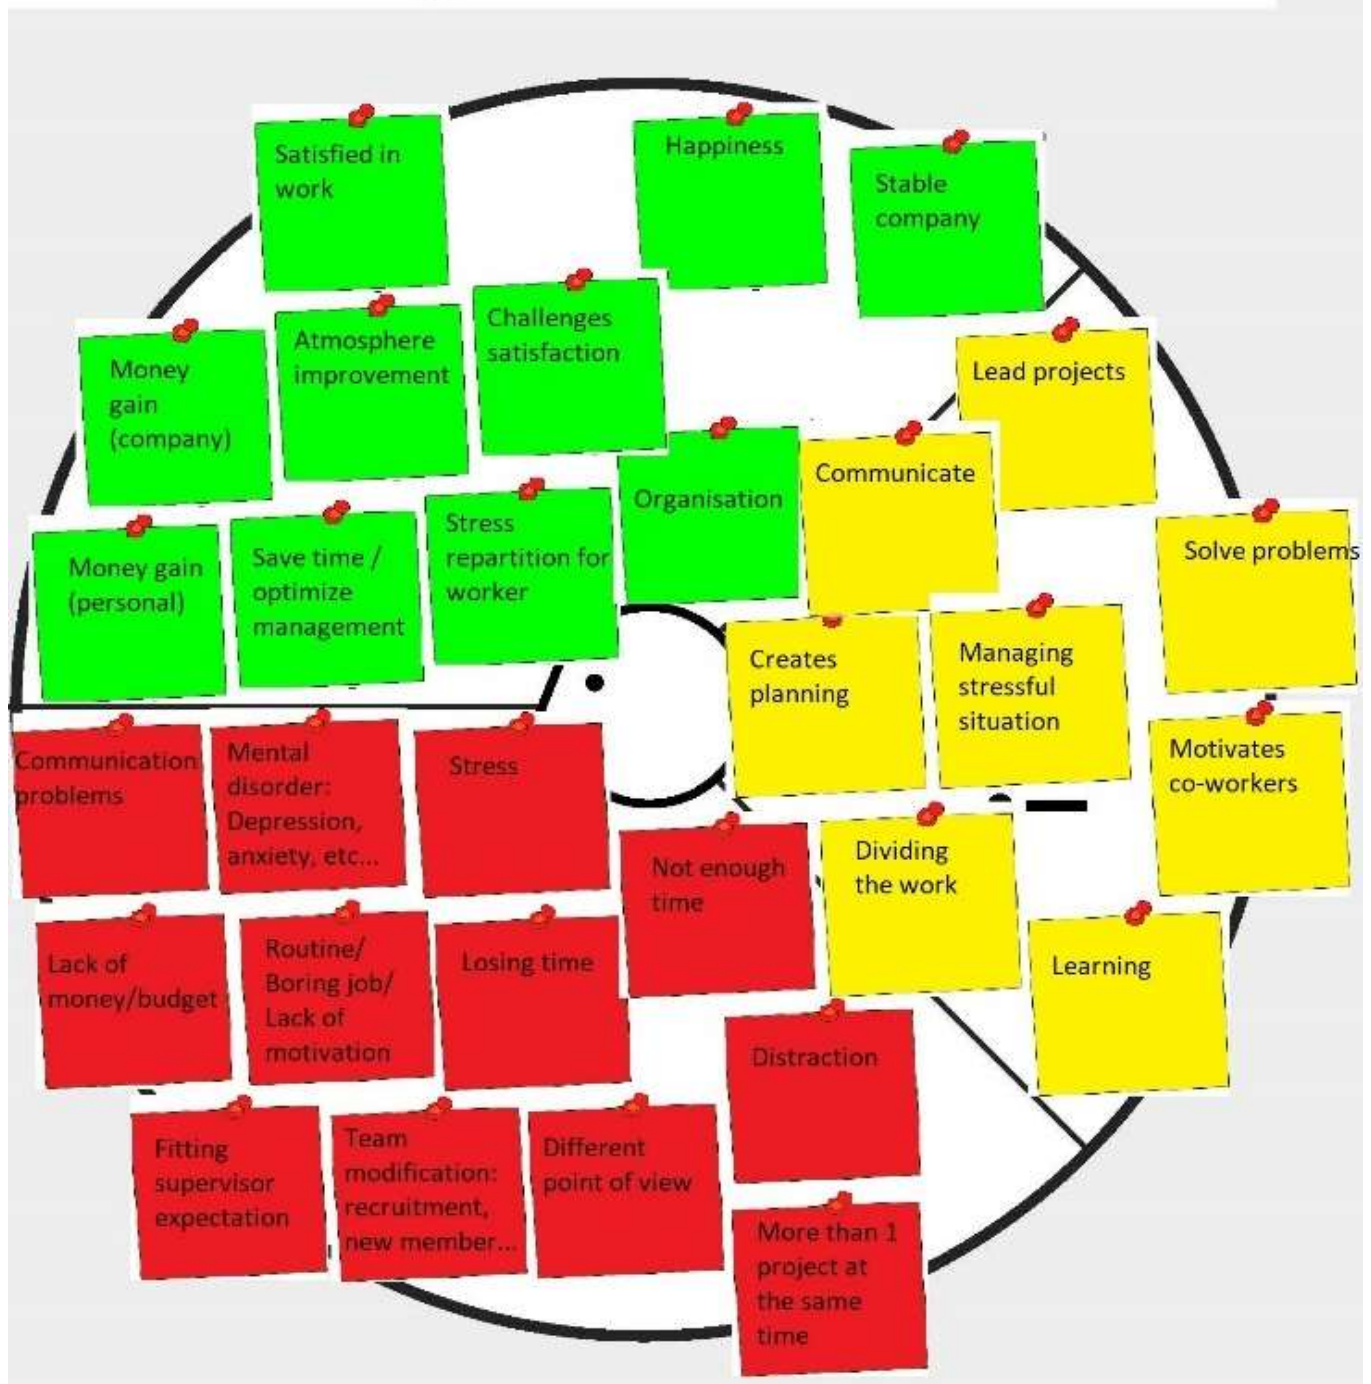 Satisfied in
work
Happiness
Stable
company
Money
gain
(company)
Atmosphere
improvement
Challenges
satisfaction
Money gain
(personal)
Save time /
optimize
management
Stress
repartition for
worker
Organisation
Lead projects
Communicate
Solve problems
Creates
planning
Managing
stressful
situation
Motivates
co-workers
Dividing
the work
Learning
Communication
problems
Mental
disorder:
Depression,
anxiety, etc...
Stress
Not enough
time
Lack of
money/budget
Routine/
Boring job/
Lack of
motivation
Losing time
Distraction
Fitting
supervisor
expectation
Team
modification:
recruitment,
new member...
Different
point of view
More than 1
project at
the same
time